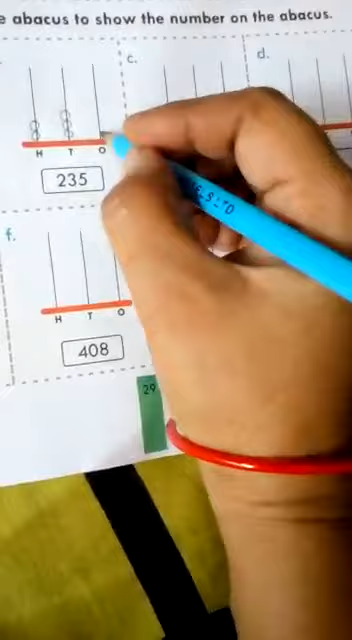 e abacus to show the number on the abacus.
c.
d.
H T O
235
f.
H T O
408
29